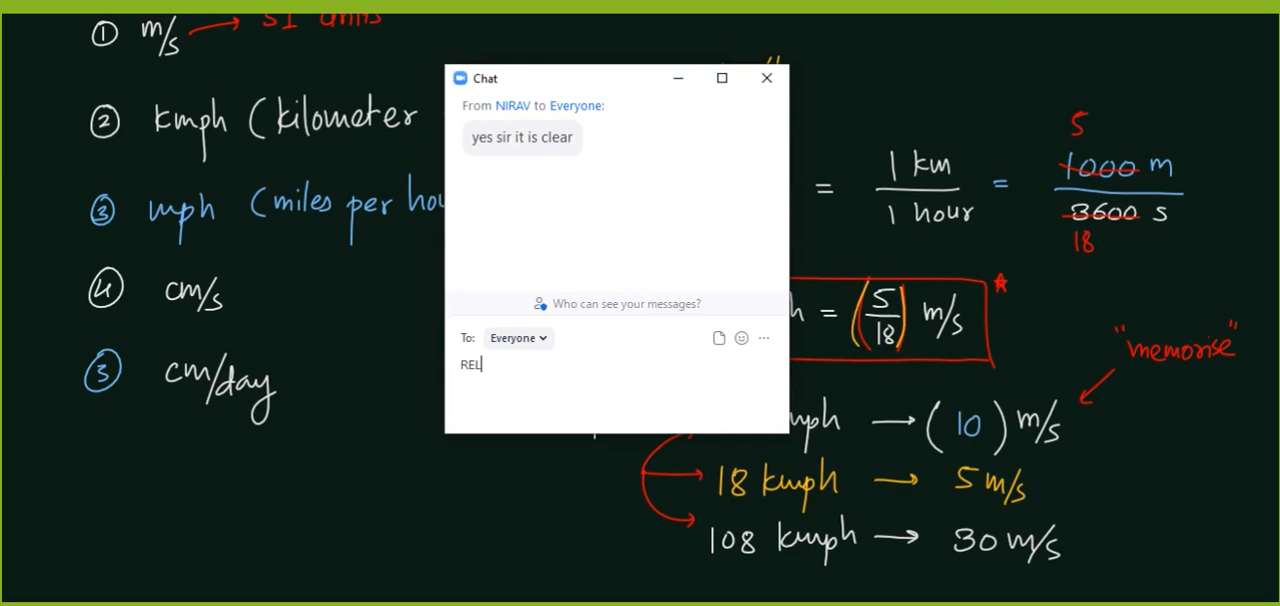 ① m/s → SI units
② kmph (kilometer
③ mph (miles per hou
④ cm/s
③ cm/day
Chat
From NIRAV to Everyone:
yes sir it is clear
Who can see your messages?
To: Everyone
REL
= 1 km / 1 hour = 1000 m / 3600 s
5
18
h = (5/18) m/s *
"memorise"
mph → (10) m/s
18 kmph → 5 m/s
108 kmph → 30 m/s